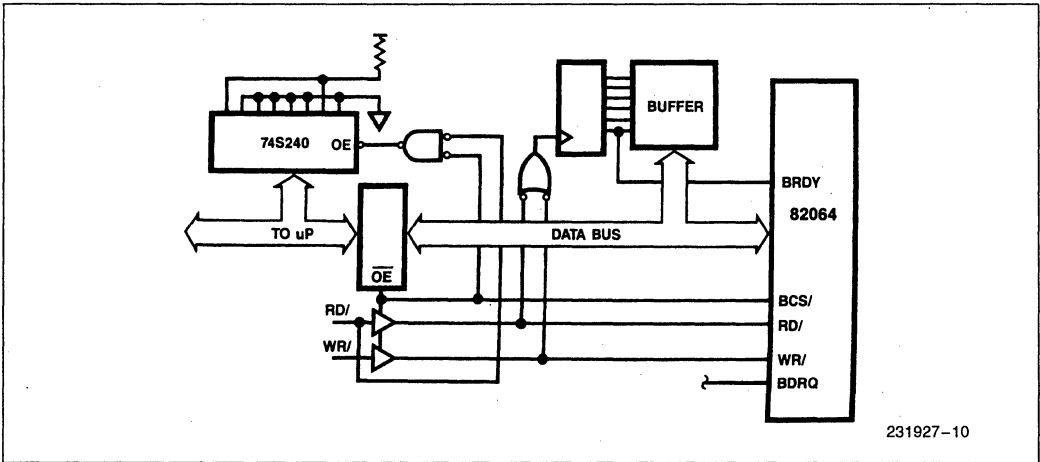 BUFFER
74S240
OE
BRDY
82064
TO uP
DATA BUS
OE
BCS/
RD/
RD/
WR/
WR/
BDRQ
231927-10